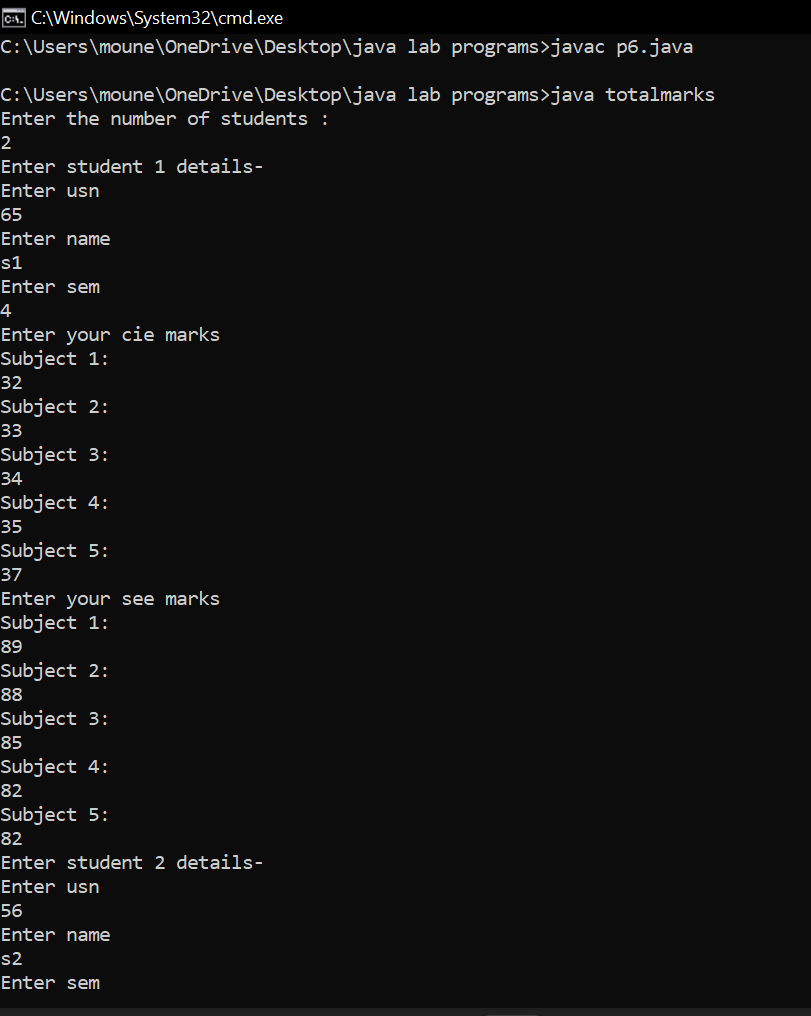 C:\Windows\System32\cmd.exe
C:\Users\moune\OneDrive\Desktop\java lab programs>javac p6.java
C:\Users\moune\OneDrive\Desktop\java lab programs>java totalmarks
Enter the number of students :
2
Enter student 1 details-
Enter usn
65
Enter name
s1
Enter sem
4
Enter your cie marks
Subject 1:
32
Subject 2:
33
Subject 3:
34
Subject 4:
35
Subject 5:
37
Enter your see marks
Subject 1:
89
Subject 2:
88
Subject 3:
85
Subject 4:
82
Subject 5:
82
Enter student 2 details-
Enter usn
56
Enter name
s2
Enter sem